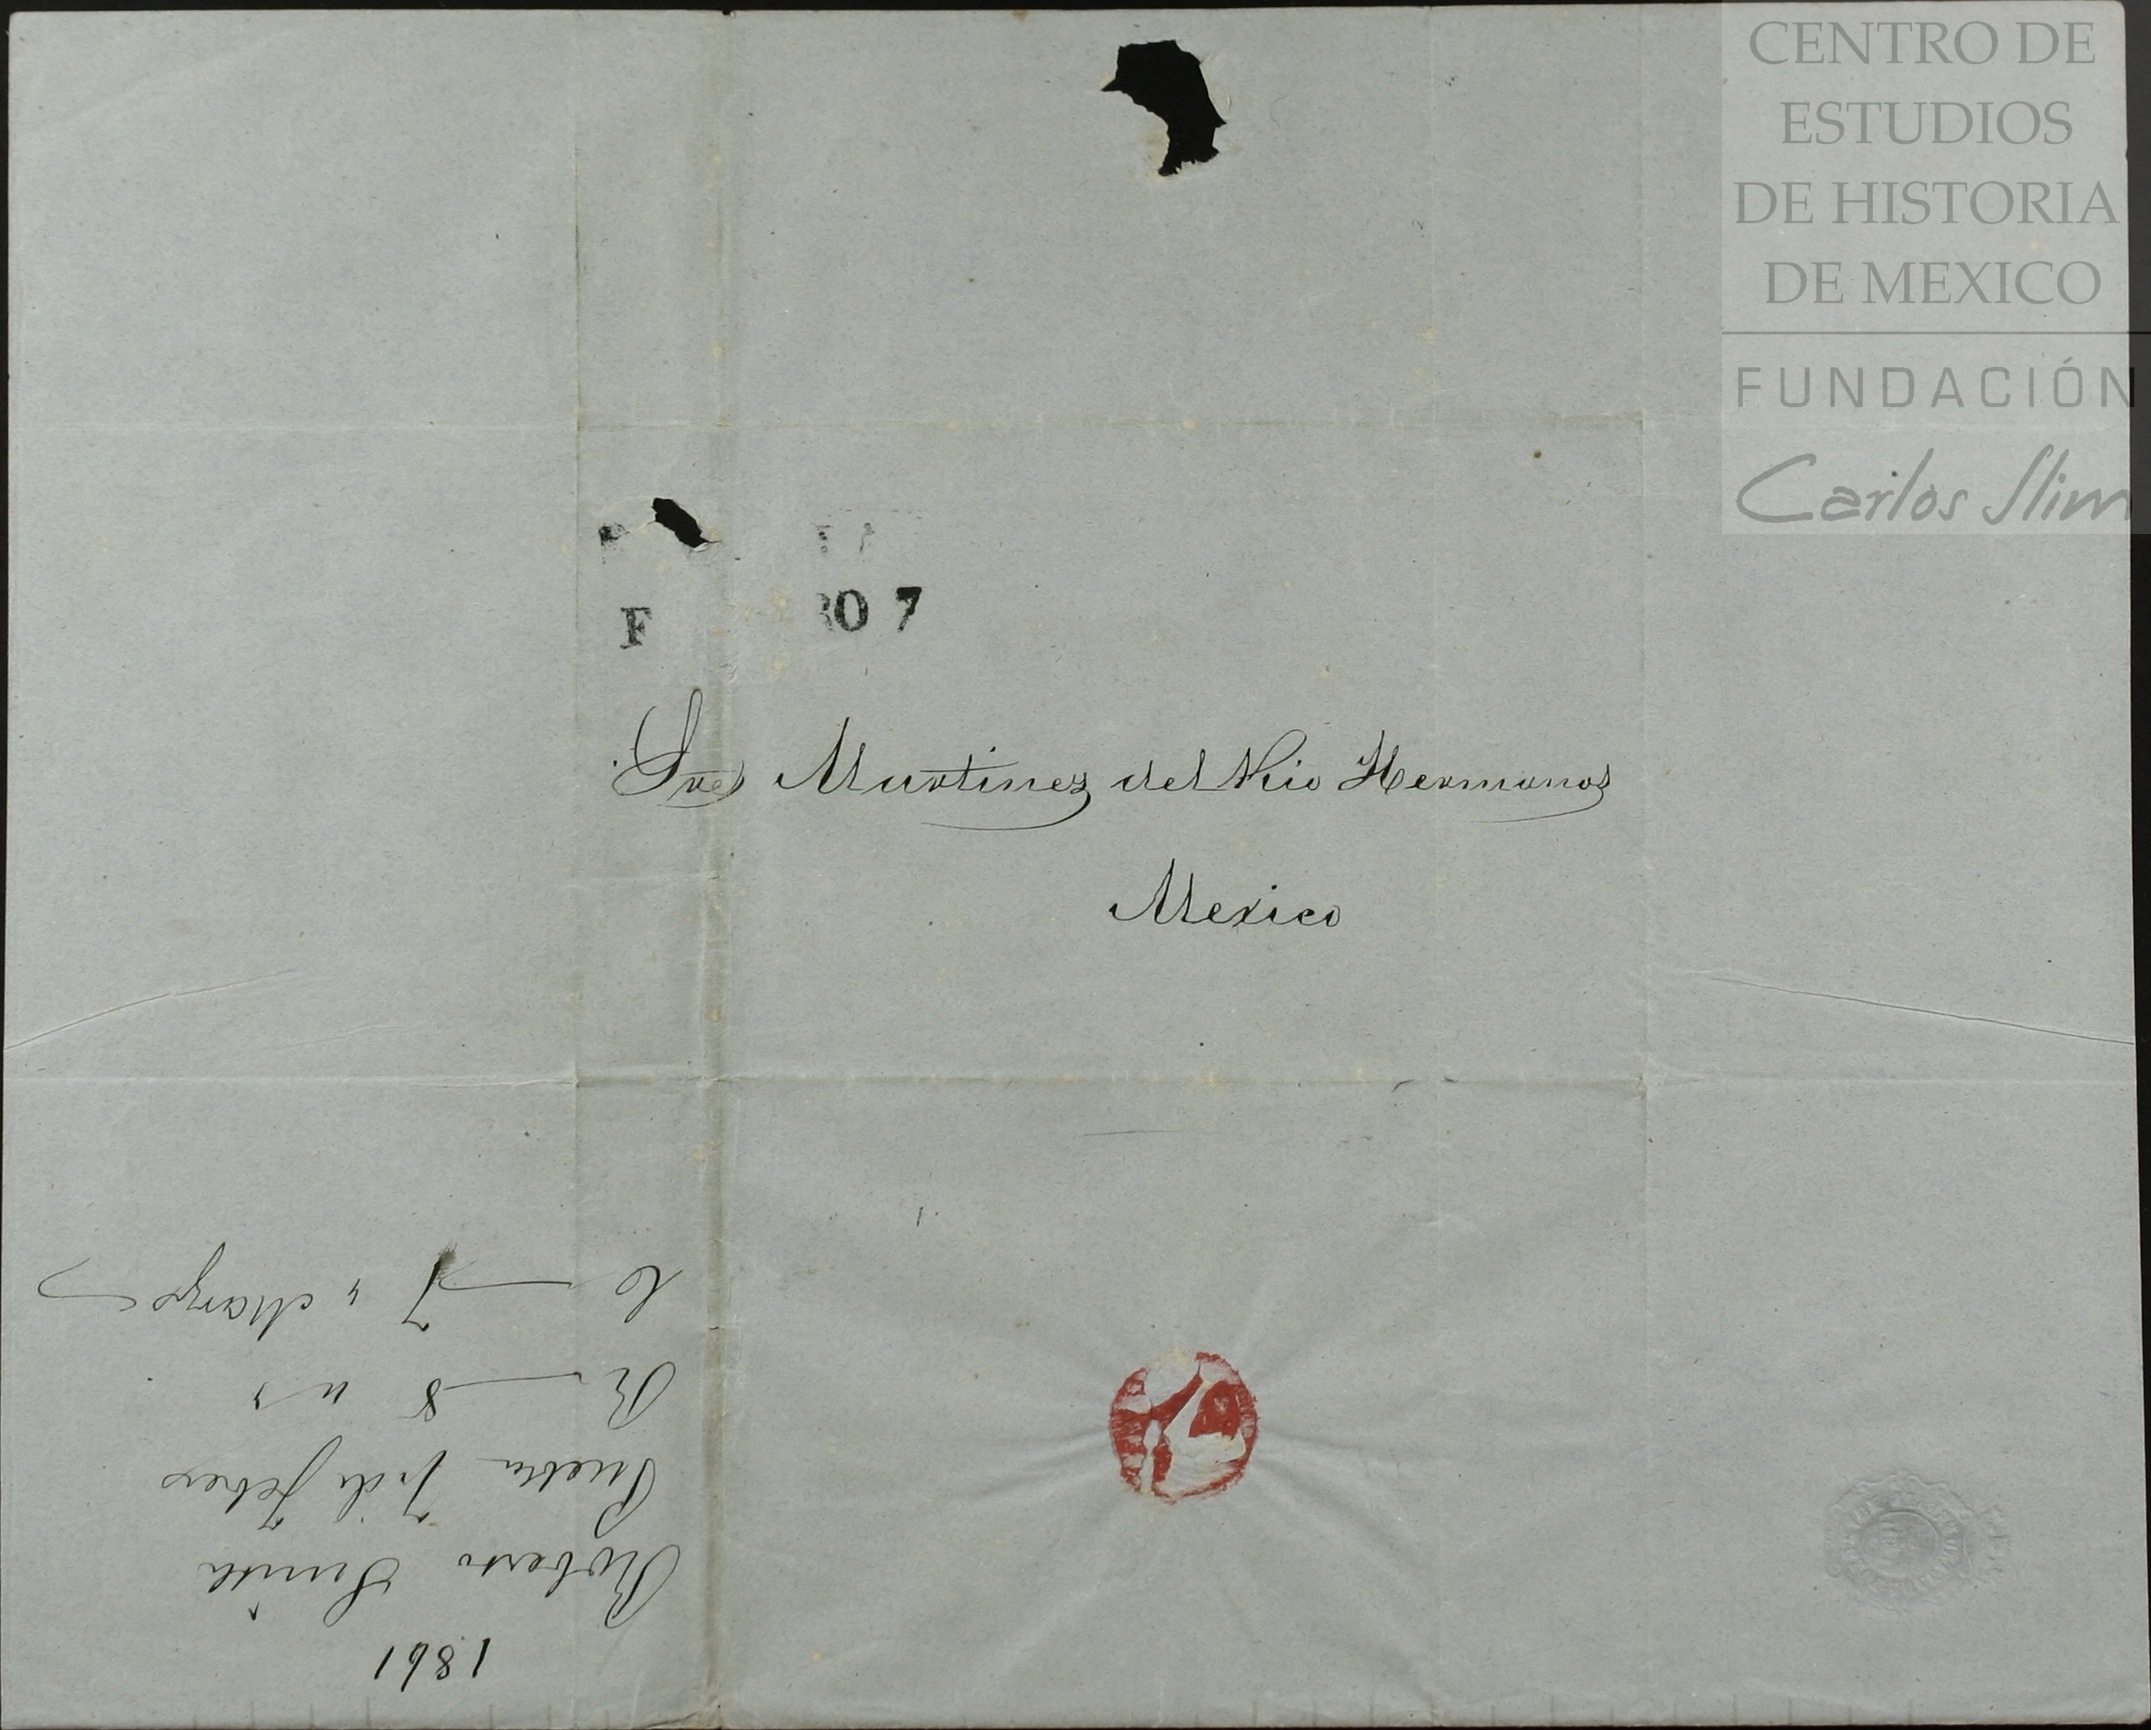 CENTRO DE
ESTUDIOS
DE HISTORIA
DE MEXICO
FUNDACIÓN
Carlos Slim
F RO 7
Sres Martinez del Rio Hermanos
Mexico
1861
Roberto Smith
Puebla 7 de Febrero
R 8 " "
C 7 " Marzo